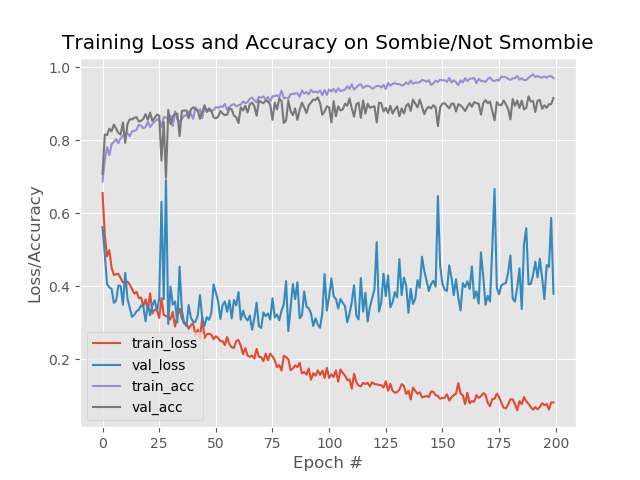 Training Loss and Accuracy on Sombie/Not Smombie
1.0
0.8
0.6
0.4
0.2
Loss/Accuracy
train_loss
val_loss
train_acc
val_acc
0 25 50 75 100 125 150 175 200
Epoch #